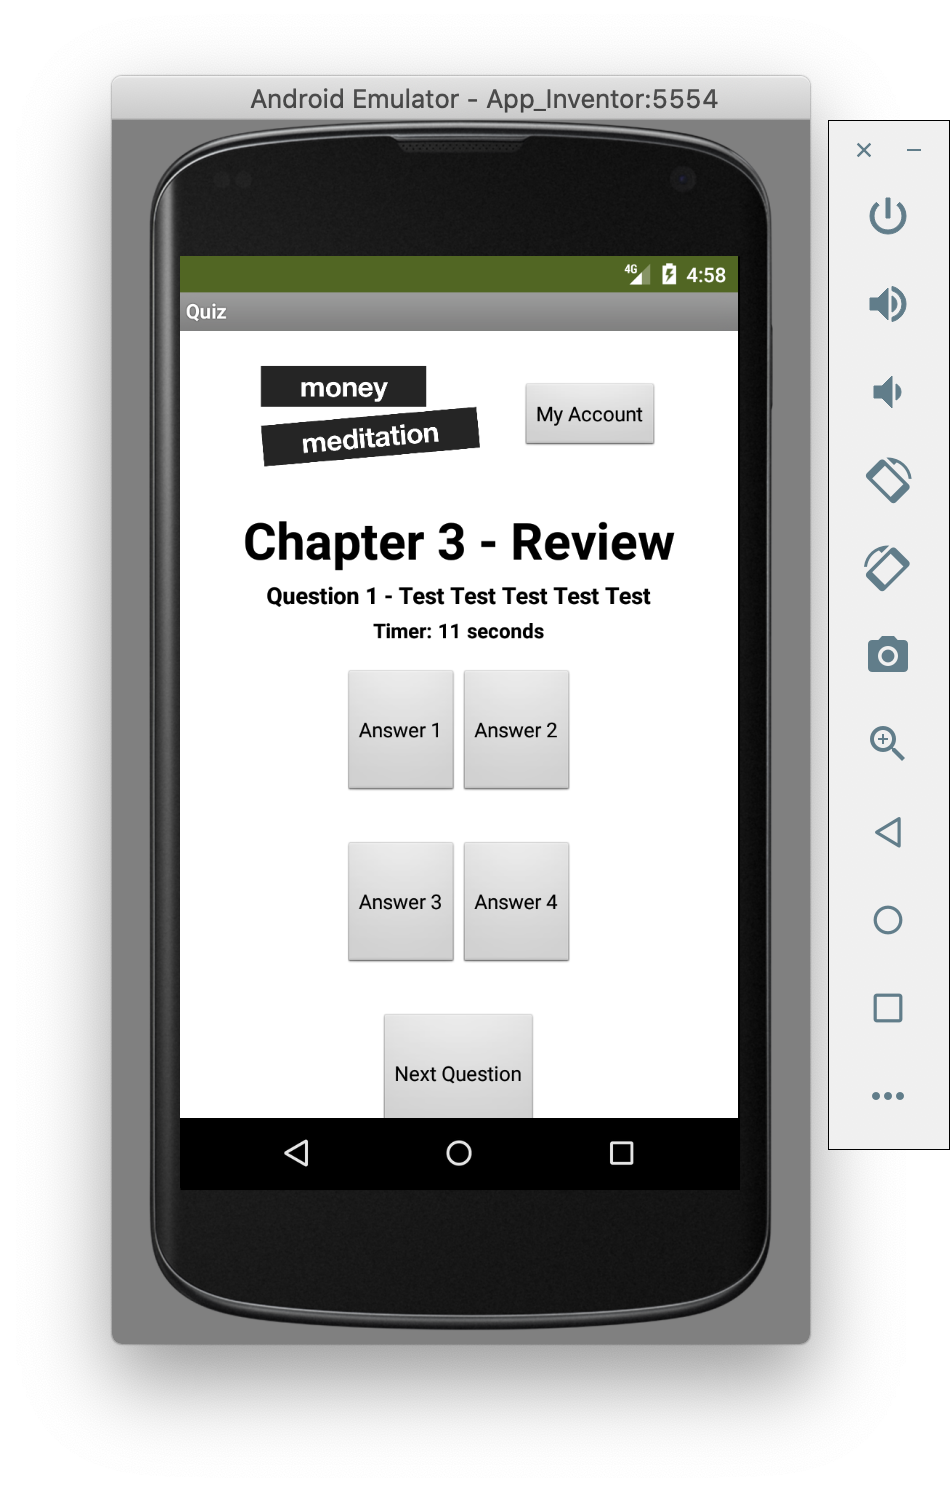 Android Emulator - App_Inventor:5554
4G 4:58
Quiz
money
meditation
My Account
Chapter 3 - Review
Question 1 - Test Test Test Test Test
Timer: 11 seconds
Answer 1 Answer 2
Answer 3 Answer 4
Next Question